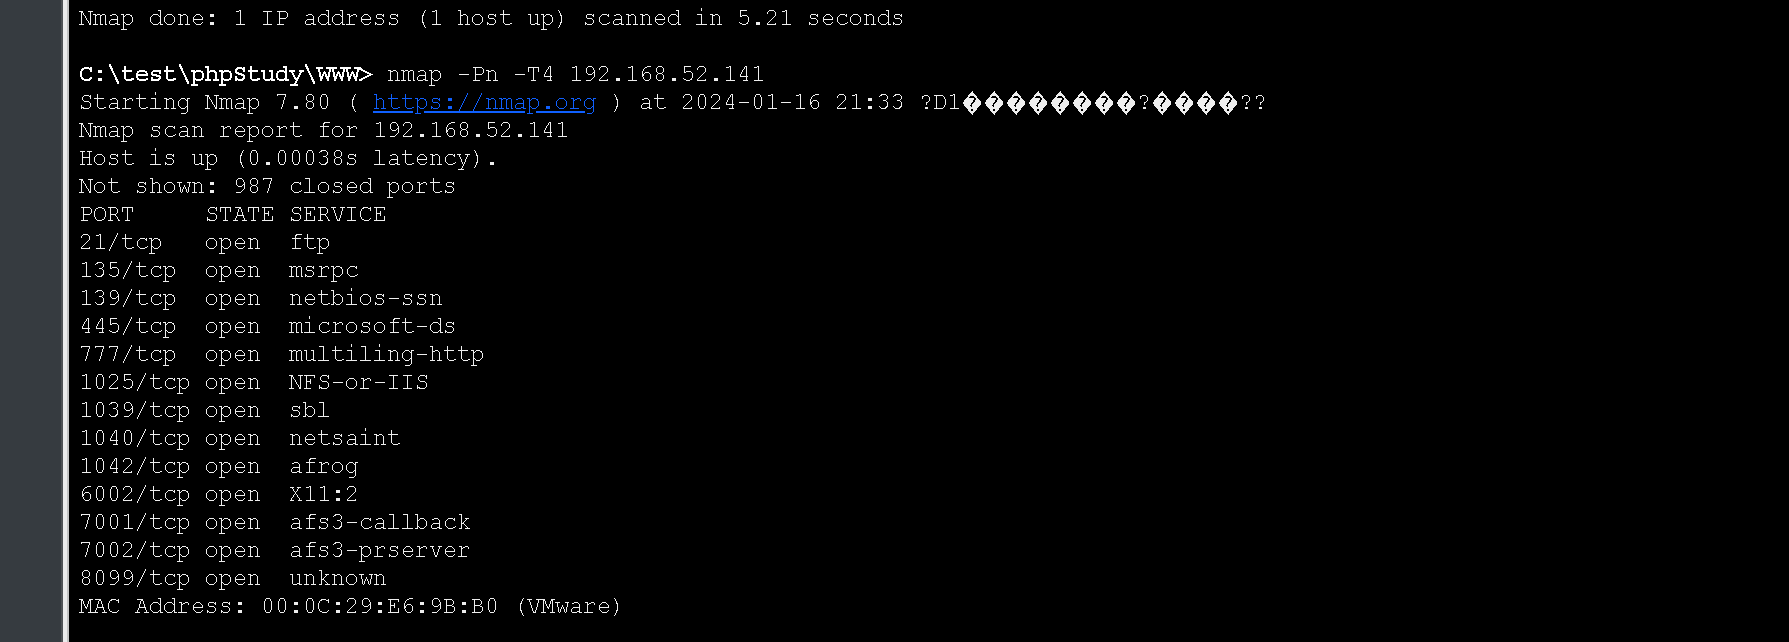 Nmap done: 1 IP address (1 host up) scanned in 5.21 seconds
C:\test\phpStudy\WWW> nmap -Pn -T4 192.168.52.141
Starting Nmap 7.80 ( https://nmap.org ) at 2024-01-16 21:33 ?D1���������?����??
Nmap scan report for 192.168.52.141
Host is up (0.00038s latency).
Not shown: 987 closed ports
PORT     STATE SERVICE
21/tcp   open  ftp
135/tcp  open  msrpc
139/tcp  open  netbios-ssn
445/tcp  open  microsoft-ds
777/tcp  open  multiling-http
1025/tcp open  NFS-or-IIS
1039/tcp open  sbl
1040/tcp open  netsaint
1042/tcp open  afrog
6002/tcp open  X11:2
7001/tcp open  afs3-callback
7002/tcp open  afs3-prserver
8099/tcp open  unknown
MAC Address: 00:0C:29:E6:9B:B0 (VMware)